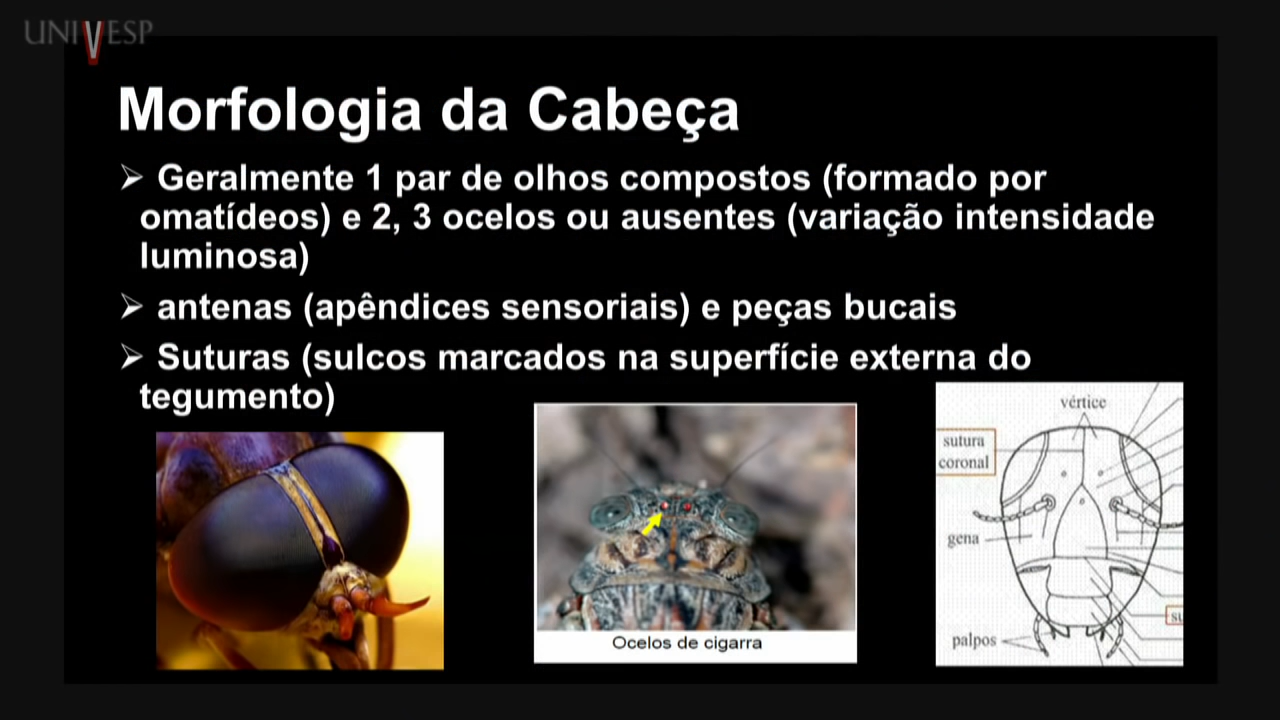 UNIVESP
Morfologia da Cabeça
➢ Geralmente 1 par de olhos compostos (formado por
omatídeos) e 2, 3 ocelos ou ausentes (variação intensidade
luminosa)
➢ antenas (apêndices sensoriais) e peças bucais
➢ Suturas (sulcos marcados na superfície externa do
tegumento)
Ocelos de cigarra
vértice
sutura
coronal
gena
palpos
su